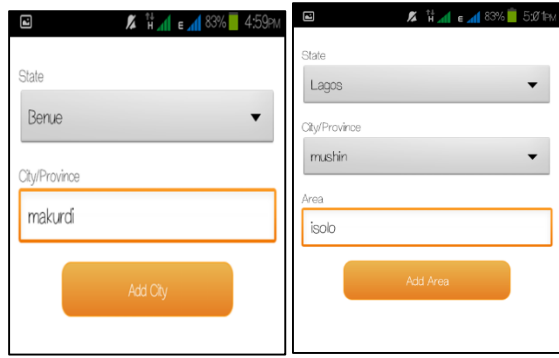 H E 83% 4:59PM
State
Benue
City/Province
makurdi
Add City
H E 83% 5:01PM
State
Lagos
City/Province
mushin
Area
isolo
Add Area